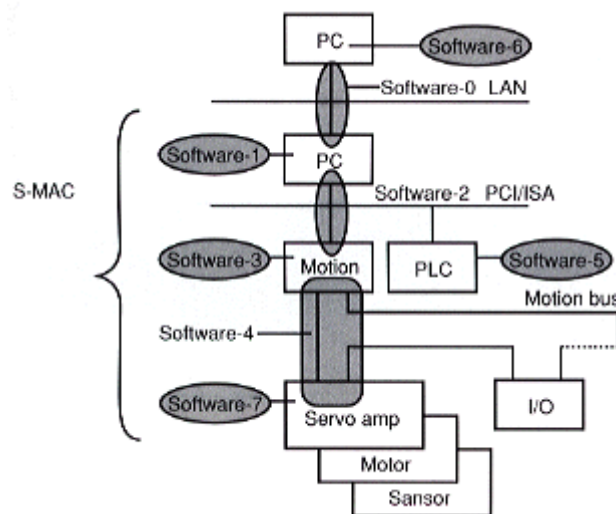 PC
Software-6
Software-0 LAN
Software-1
PC
S-MAC
Software-2 PCI/ISA
Software-3
Motion
PLC
Software-5
Motion bus
Software-4
Software-7
Servo amp
I/O
Motor
Sansor